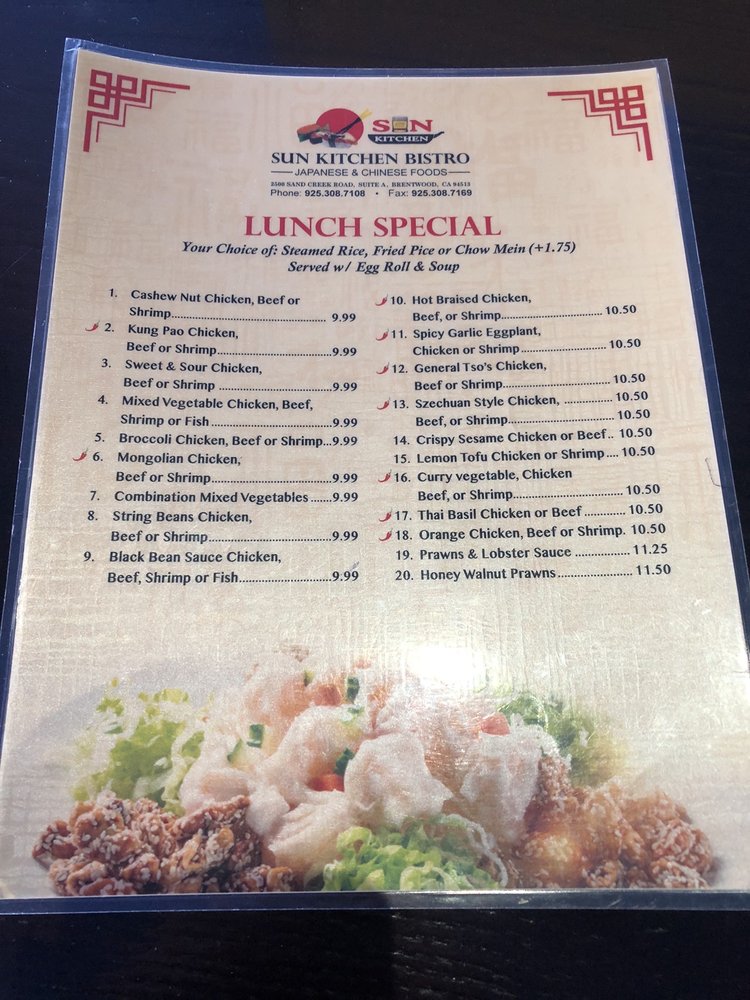 SUN
KITCHEN
SUN KITCHEN BISTRO
JAPANESE & CHINESE FOODS
2500 SAND CREEK ROAD, SUITE A, BRENTWOOD, CA 94513
Phone: 925.308.7108 • Fax: 925.308.7169
LUNCH SPECIAL
Your Choice of: Steamed Rice, Fried Pice or Chow Mein (+1.75)
Served w/ Egg Roll & Soup
1. Cashew Nut Chicken, Beef or
Shrimp.................................................. 9.99
2. Kung Pao Chicken,
Beef or Shrimp....................................9.99
3. Sweet & Sour Chicken,
Beef or Shrimp ...................................9.99
4. Mixed Vegetable Chicken, Beef,
Shrimp or Fish .....................................9.99
5. Broccoli Chicken, Beef or Shrimp...9.99
6. Mongolian Chicken,
Beef or Shrimp......................................9.99
7. Combination Mixed Vegetables ......9.99
8. String Beans Chicken,
Beef or Shrimp.......................................9.99
9. Black Bean Sauce Chicken,
Beef, Shrimp or Fish.............................9.99
10. Hot Braised Chicken,
Beef, or Shrimp................................ 10.50
11. Spicy Garlic Eggplant,
Chicken or Shrimp ........................... 10.50
12. General Tso's Chicken,
Beef or Shrimp.................................. 10.50
13. Szechuan Style Chicken, ...............
Beef, or Shrimp................................. 10.50
14. Crispy Sesame Chicken or Beef.. 10.50
15. Lemon Tofu Chicken or Shrimp .... 10.50
16. Curry vegetable, Chicken
Beef, or Shrimp.................................. 10.50
17. Thai Basil Chicken or Beef ............. 10.50
18. Orange Chicken, Beef or Shrimp. 10.50
19. Prawns & Lobster Sauce ................. 11.25
20. Honey Walnut Prawns....................... 11.50